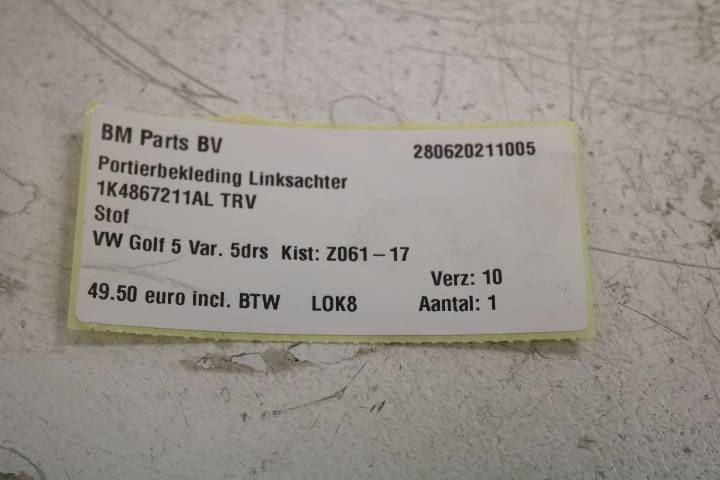 BM Parts BV 280620211005
Portierbekleding Linksachter
1K4867211AL TRV
Stof
VW Golf 5 Var. 5drs Kist: Z061-17
Verz: 10
49.50 euro incl. BTW LOK8 Aantal: 1